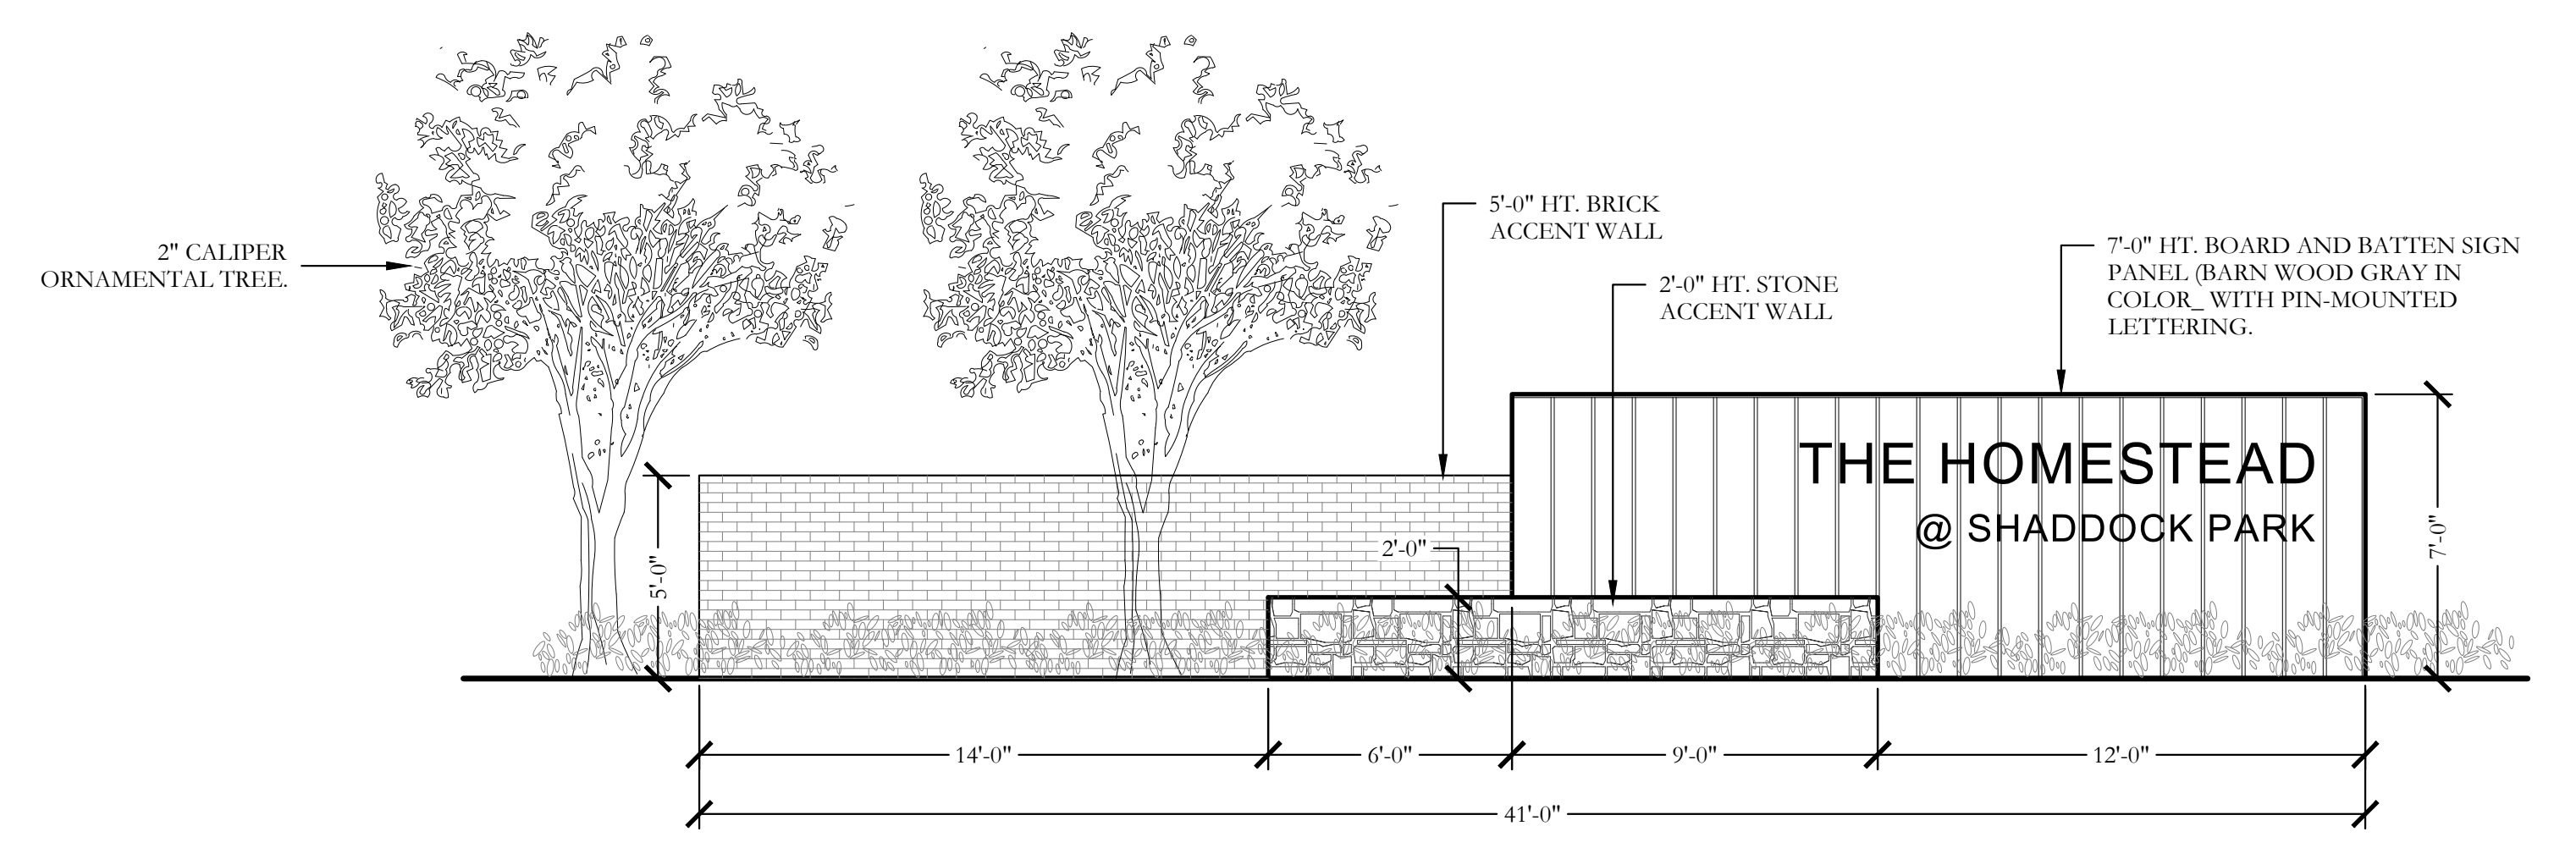 2" CALIPER
ORNAMENTAL TREE.
5'-0" HT. BRICK
ACCENT WALL
2'-0" HT. STONE
ACCENT WALL
7'-0" HT. BOARD AND BATTEN SIGN
PANEL (BARN WOOD GRAY IN
COLOR_ WITH PIN-MOUNTED
LETTERING.
THE HOMESTEAD
@ SHADDOCK PARK
5'-0"
2'-0"
7'-0"
14'-0"
6'-0"
9'-0"
12'-0"
41'-0"